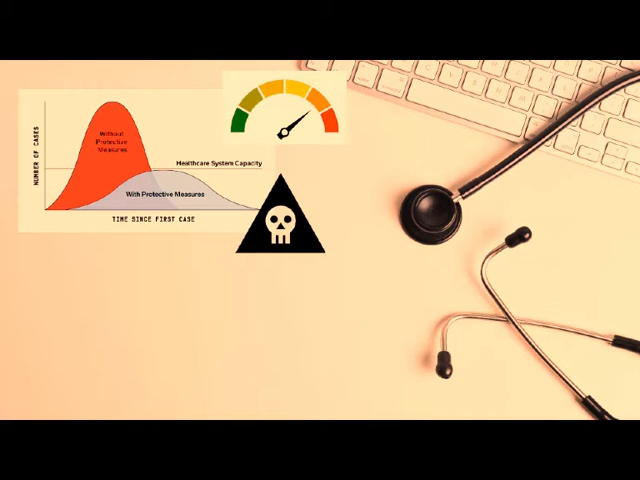 Without
Protective
Measures
Healthcare System Capacity
With Protective Measures
NUMBER OF CASES
TIME SINCE FIRST CASE